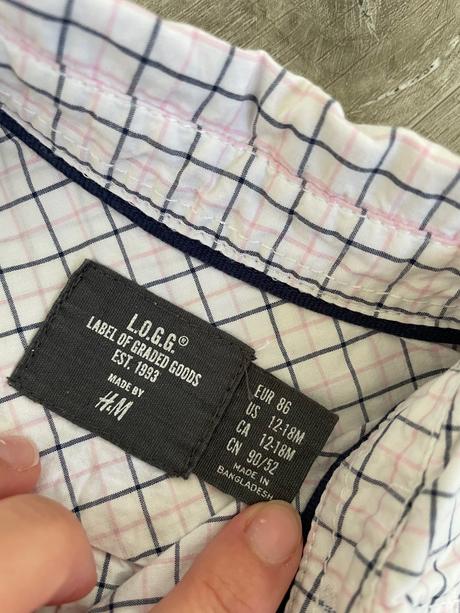 L.O.G.G.®
LABEL OF GRADED GOODS
EST. 1993
MADE BY
H&M
EUR 86
US 12-18M
CA 12-18M
CN 90/52
MADE IN
BANGLADESH